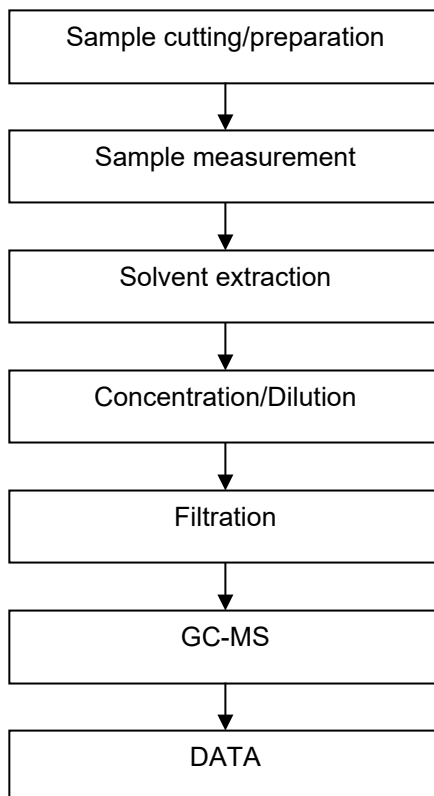 Sample cutting/preparation
Sample measurement
Solvent extraction
Concentration/Dilution
Filtration
GC-MS
DATA